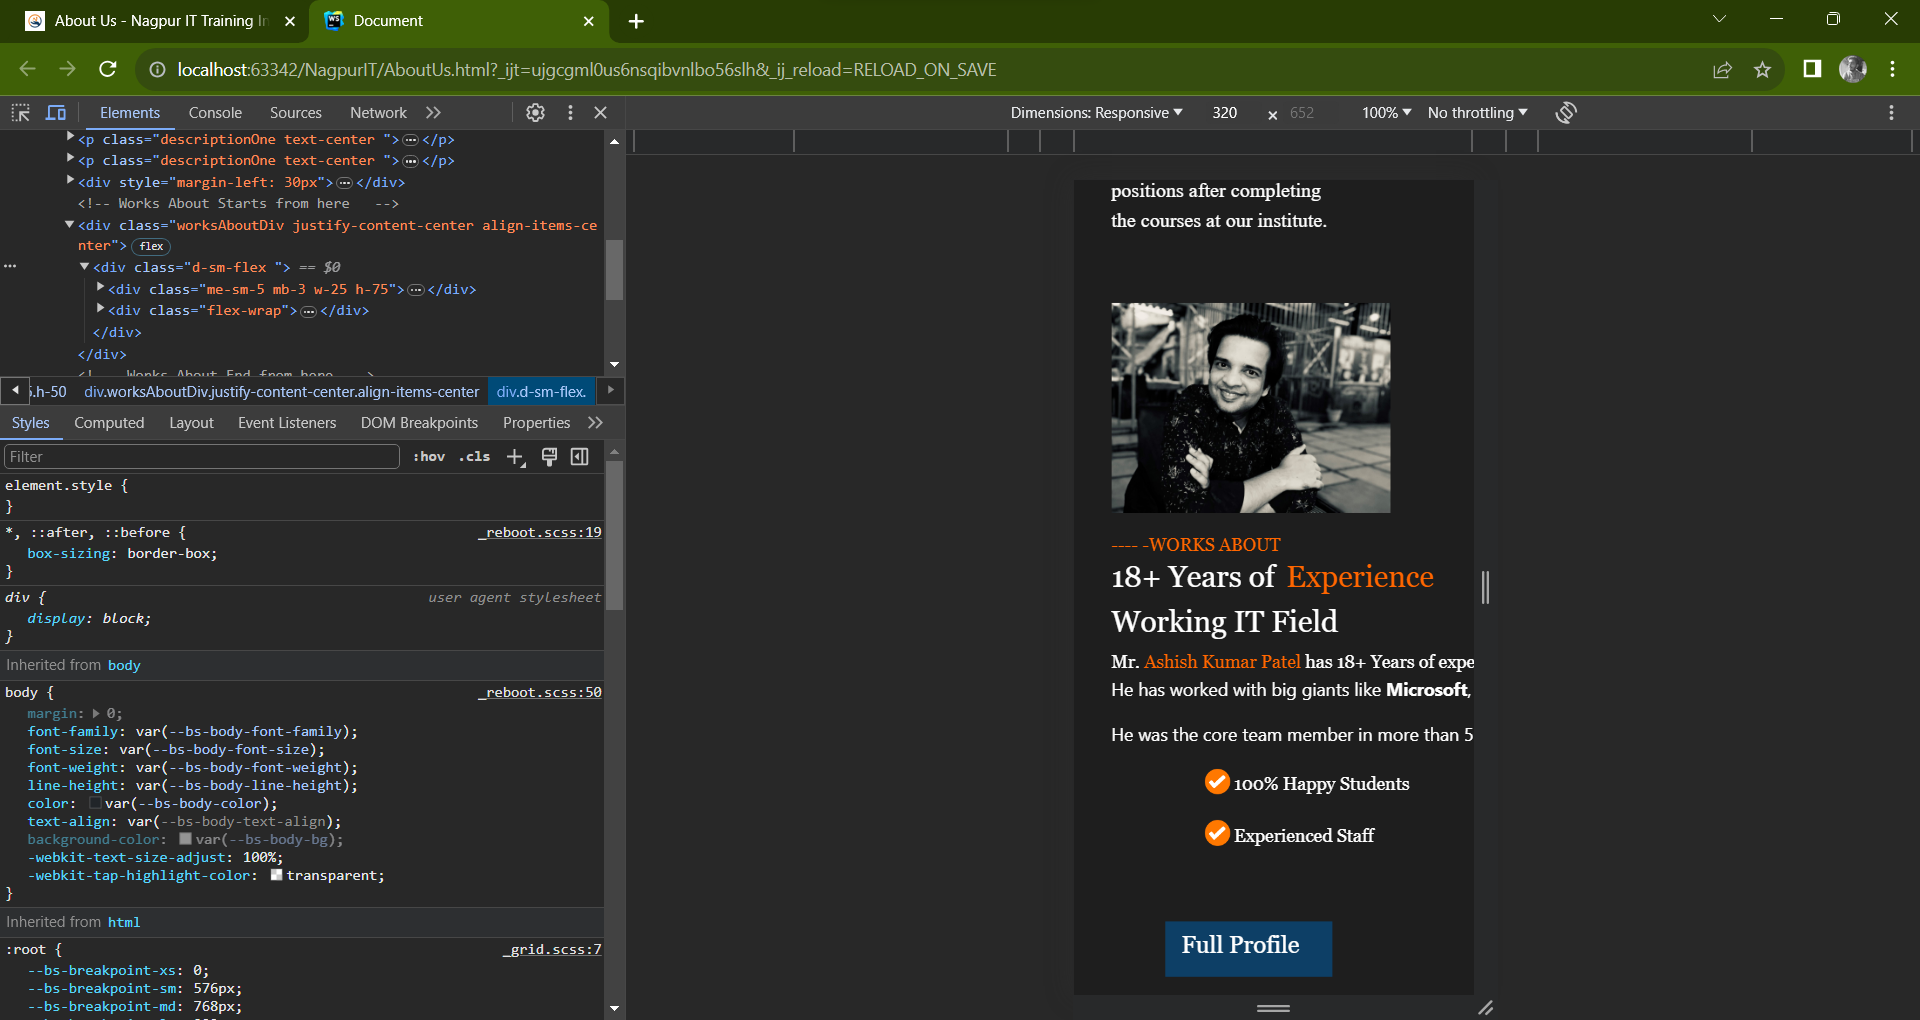 About Us - Nagpur IT Training In
Document
localhost:63342/NagpurIT/AboutUs.html?_ijt=ujgcgml0us6nsqibvnlbo56slh&_ij_reload=RELOAD_ON_SAVE
Elements Console Sources Network
Dimensions: Responsive 320 × 652 100% No throttling
<p class="descriptionOne text-center ">…</p>
<p class="descriptionOne text-center ">…</p>
<div style="margin-left: 30px">…</div>
<!-- Works About Starts from here -->
<div class="worksAboutDiv justify-content-center align-items-ce
nter"> flex
<div class="d-sm-flex "> == $0
<div class="me-sm-5 mb-3 w-25 h-75">…</div>
<div class="flex-wrap">…</div>
</div>
</div>
<!-- Works About End from here -->
.h-50 div.worksAboutDiv.justify-content-center.align-items-center div.d-sm-flex.
Styles Computed Layout Event Listeners DOM Breakpoints Properties
Filter :hov .cls
element.style {
}
*, ::after, ::before { _reboot.scss:19
box-sizing: border-box;
}
div { user agent stylesheet
display: block;
}
Inherited from body
body { _reboot.scss:50
margin: 0;
font-family: var(--bs-body-font-family);
font-size: var(--bs-body-font-size);
font-weight: var(--bs-body-font-weight);
line-height: var(--bs-body-line-height);
color: var(--bs-body-color);
text-align: var(--bs-body-text-align);
background-color: var(--bs-body-bg);
-webkit-text-size-adjust: 100%;
-webkit-tap-highlight-color: transparent;
}
Inherited from html
:root { _grid.scss:7
--bs-breakpoint-xs: 0;
--bs-breakpoint-sm: 576px;
--bs-breakpoint-md: 768px;
positions after completing
the courses at our institute.
---- -WORKS ABOUT
18+ Years of Experience
Working IT Field
Mr. Ashish Kumar Patel has 18+ Years of expe
He has worked with big giants like Microsoft,
He was the core team member in more than 5
100% Happy Students
Experienced Staff
Full Profile